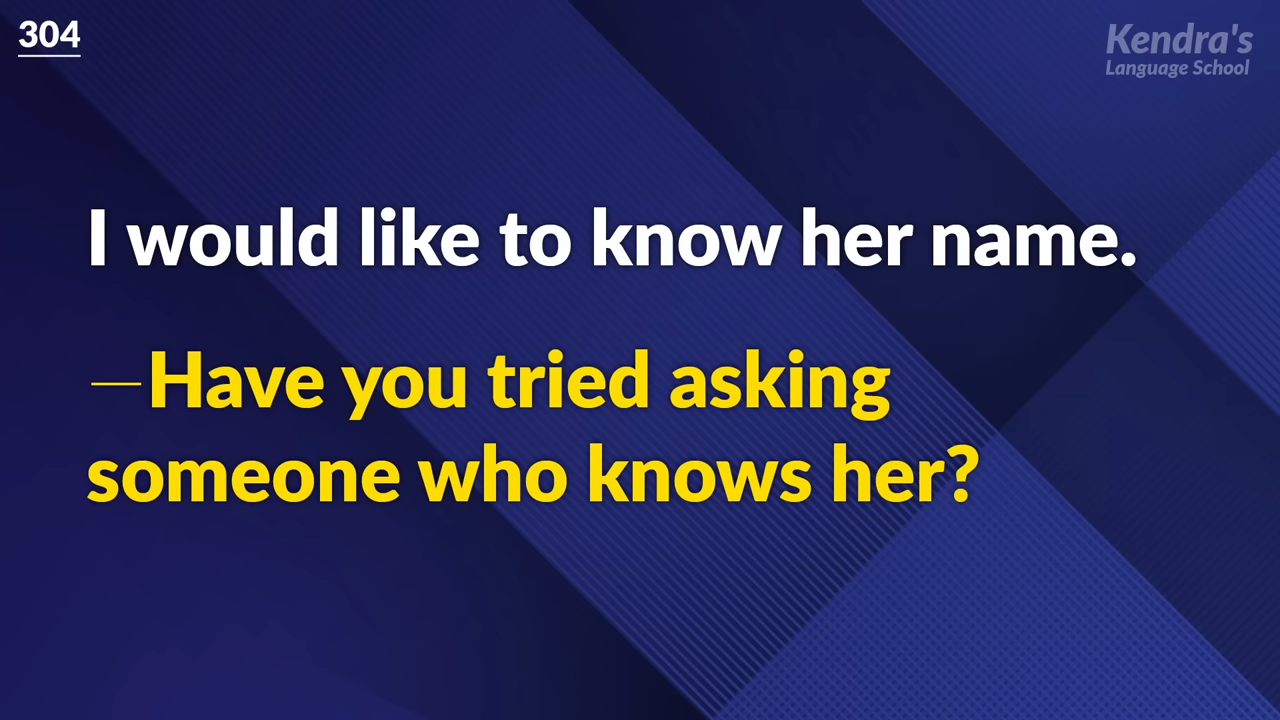 304
Kendra's
Language School
I would like to know her name.
—Have you tried asking
someone who knows her?